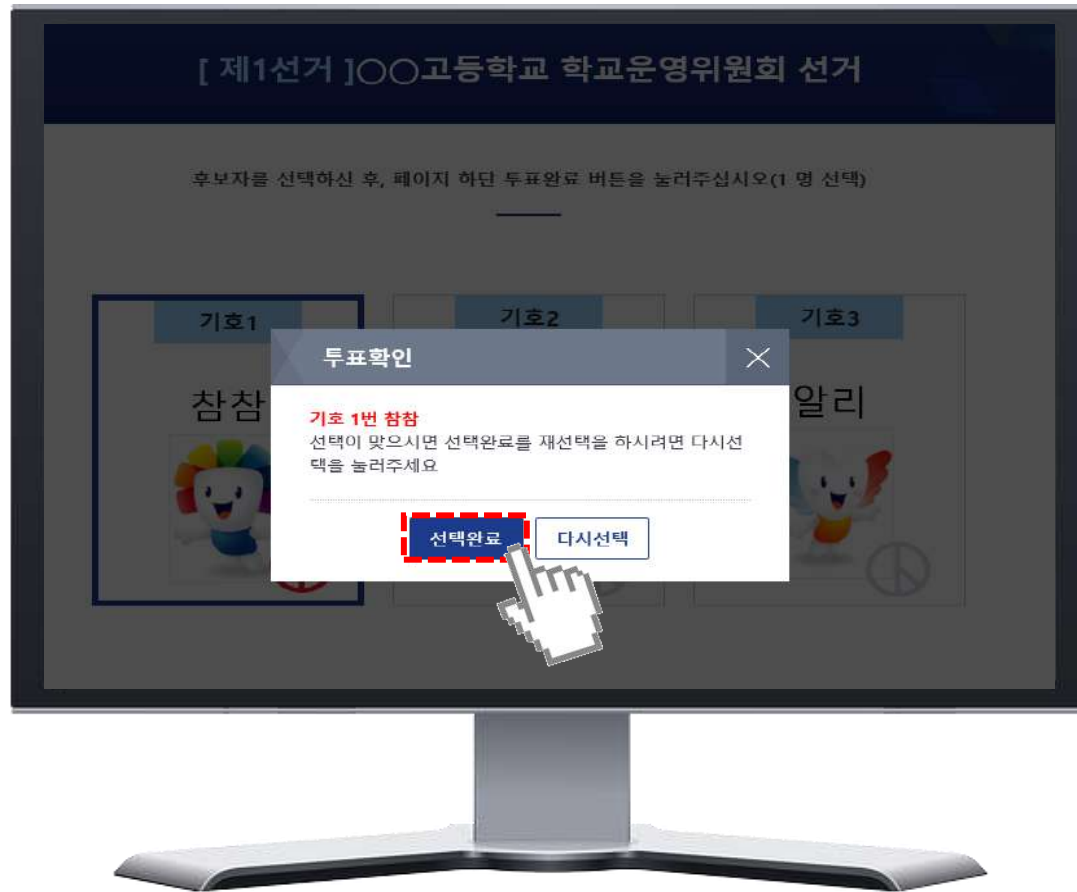 [ 제1선거 ]○○고등학교 학교운영위원회 선거
후보자를 선택하신 후, 페이지 하단 투표완료 버튼을 눌러주십시오(1 명 선택)
기호1
기호2
기호3
참참
알리
투표확인
기호 1번 참참
선택이 맞으시면 선택완료를 재선택을 하시려면 다시선
택을 눌러주세요
선택완료
다시선택